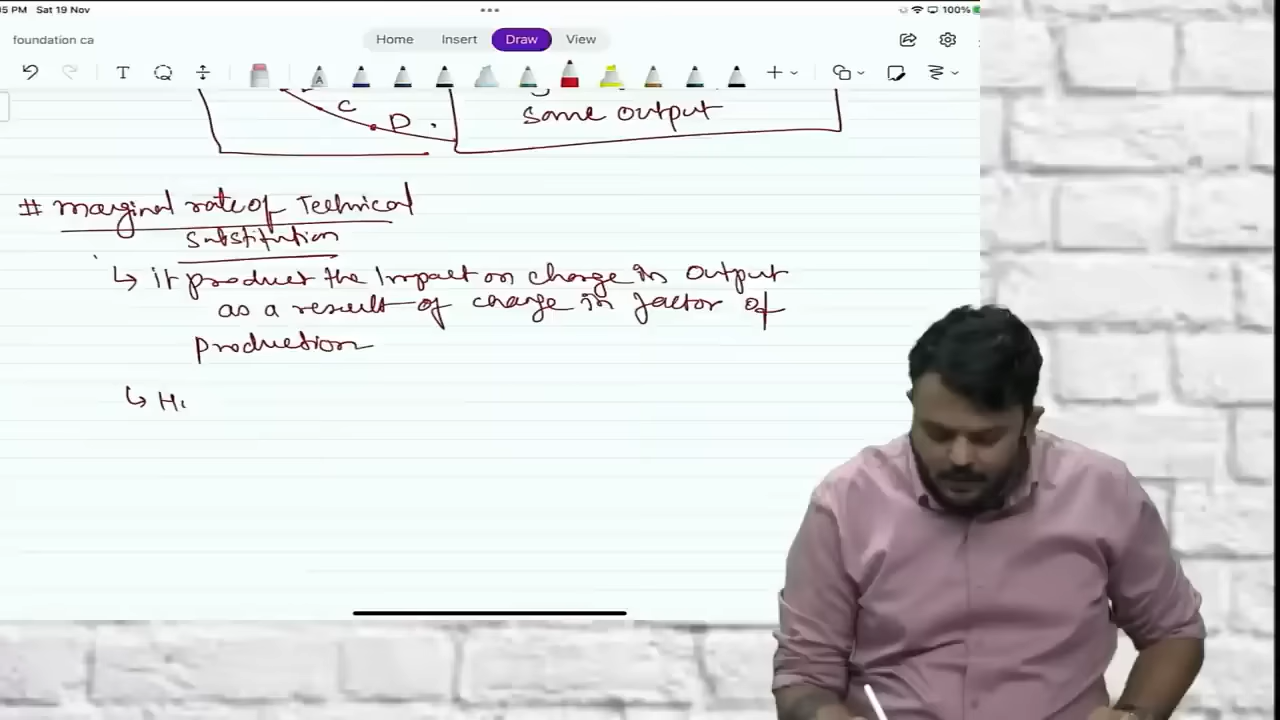 5 PM Sat 19 Nov
100%
foundation ca
Home Insert Draw View
T
A
C
D
some output
# marginal rate of Technical
Substitution
↳ it product the Impact on change in output
as a result of change in factor of
production
↳ H